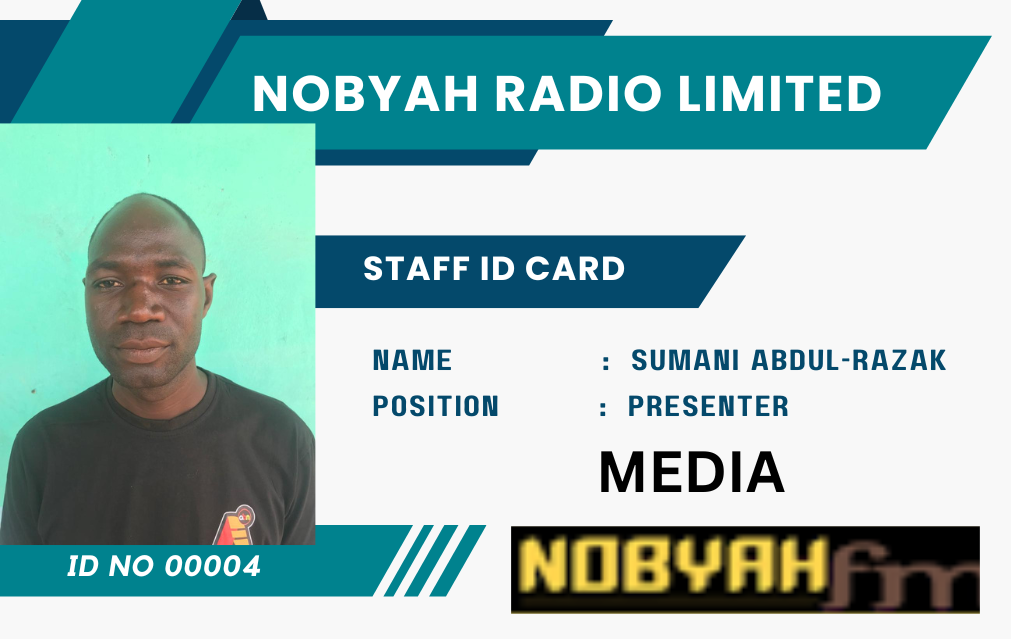 NOBYAH RADIO LIMITED
STAFF ID CARD
NAME : SUMANI ABDUL-RAZAK
POSITION : PRESENTER
MEDIA
ID NO 00004
NOBYAH fm